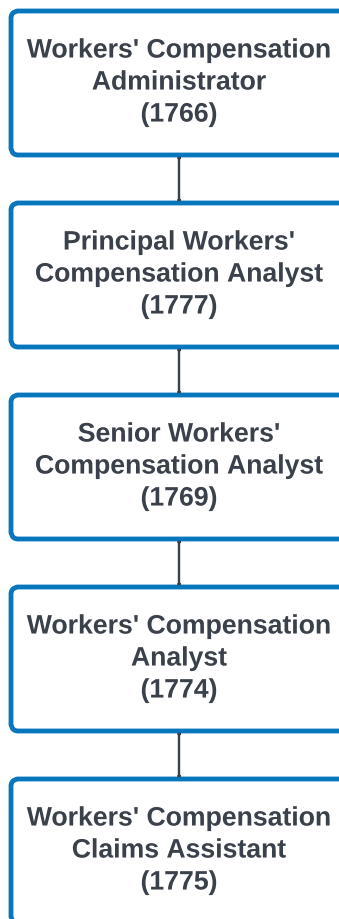 Workers' Compensation
Administrator
(1766)
Principal Workers'
Compensation Analyst
(1777)
Senior Workers'
Compensation Analyst
(1769)
Workers' Compensation
Analyst
(1774)
Workers' Compensation
Claims Assistant
(1775)